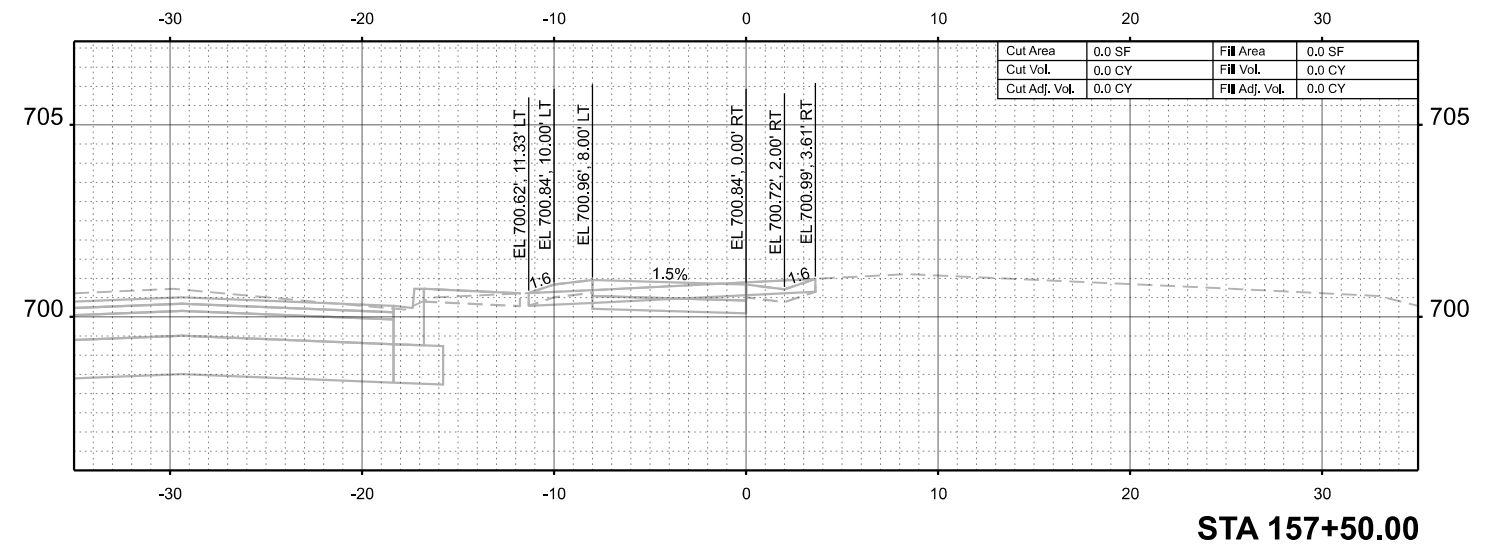 -30 -20 -10 0 10 20 30
Cut Area 0.0 SF Fill Area 0.0 SF
Cut Vol. 0.0 CY Fill Vol. 0.0 CY
Cut Adj. Vol. 0.0 CY Fill Adj. Vol. 0.0 CY
705 705
EL 700.62', 11.33' LT
EL 700.84', 10.00' LT
EL 700.96', 8.00' LT
EL 700.84', 0.00' RT
EL 700.72', 2.00' RT
EL 700.99', 3.61' RT
1:6 1.5% 1:6
700 700
-30 -20 -10 0 10 20 30
STA 157+50.00